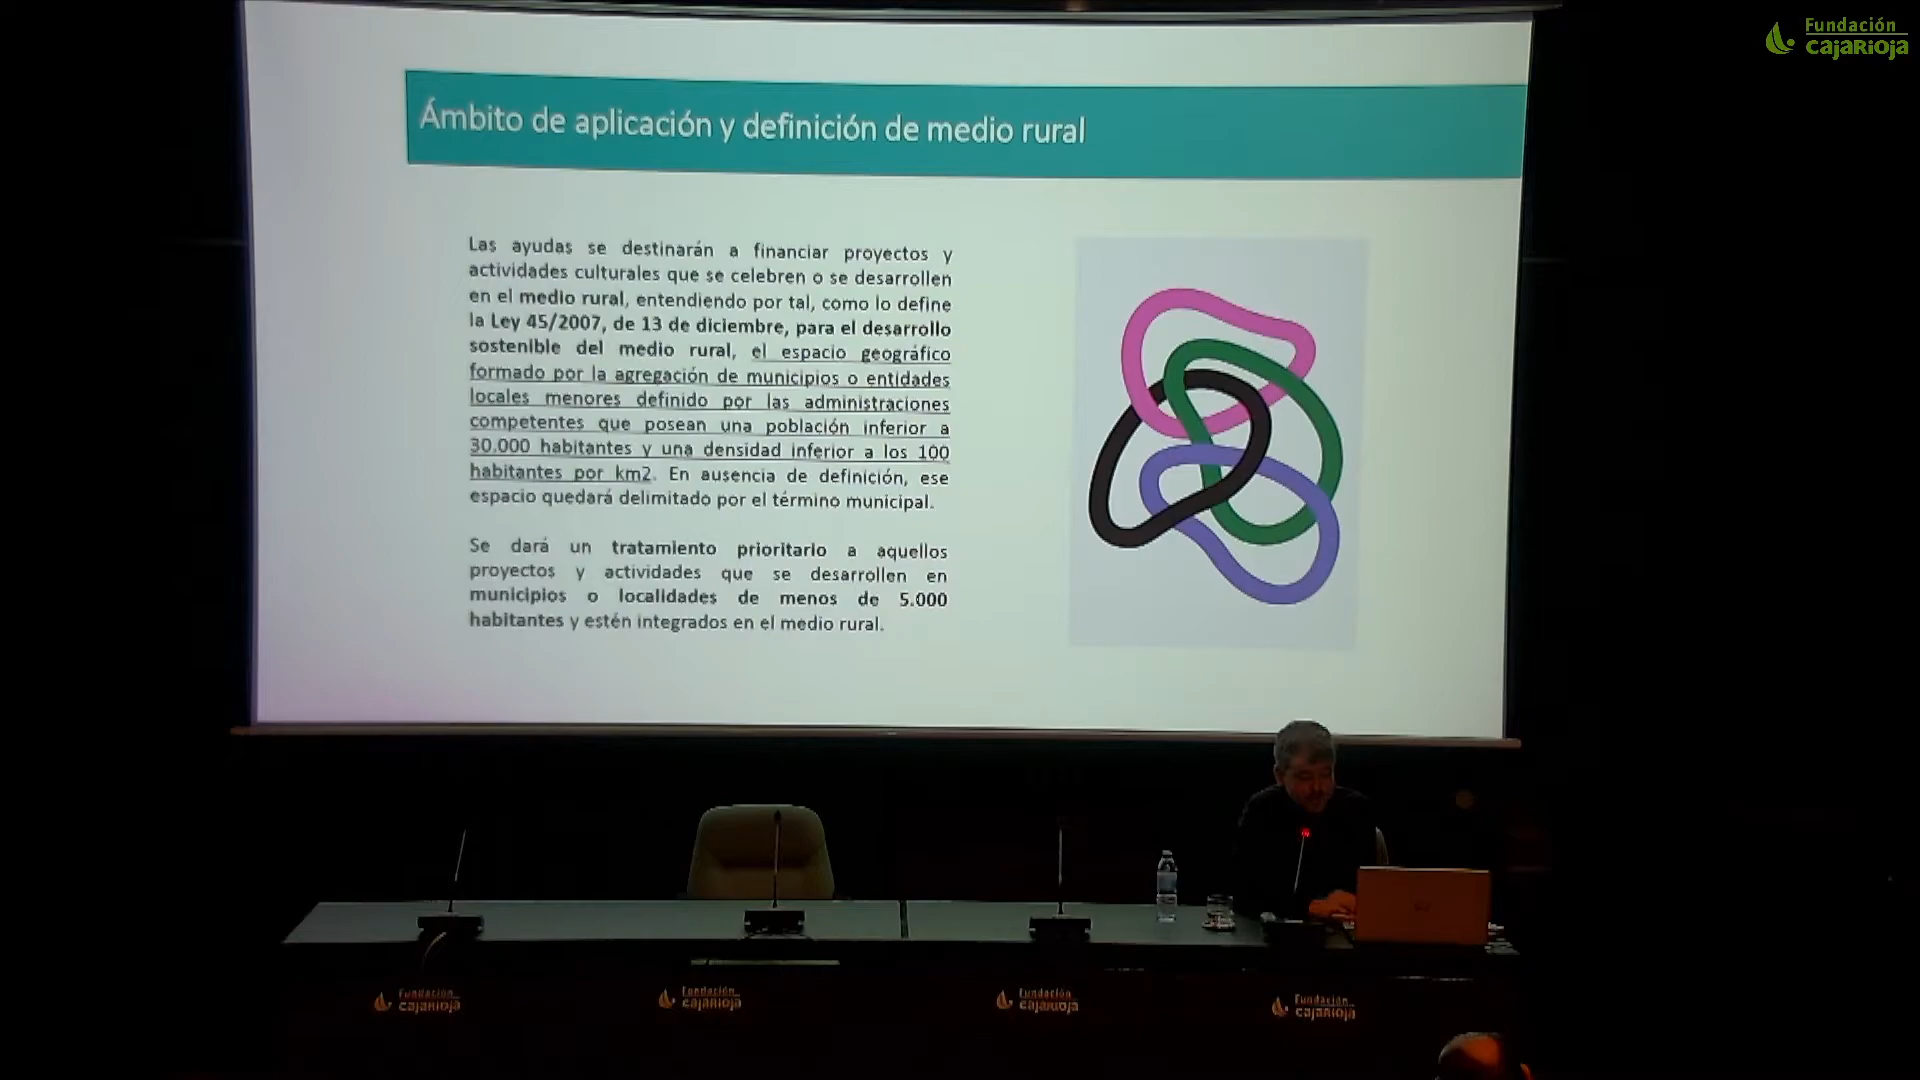 Fundación
cajaRioja
Ámbito de aplicación y definición de medio rural
Las ayudas se destinarán a financiar proyectos y
actividades culturales que se celebren o se desarrollen
en el medio rural, entendiendo por tal, como lo define
la Ley 45/2007, de 13 de diciembre, para el desarrollo
sostenible del medio rural, el espacio geográfico
formado por la agregación de municipios o entidades
locales menores definido por las administraciones
competentes que posean una población inferior a
30.000 habitantes y una densidad inferior a los 100
habitantes por km2. En ausencia de definición, ese
espacio quedará delimitado por el término municipal.
Se dará un tratamiento prioritario a aquellos
proyectos y actividades que se desarrollen en
municipios o localidades de menos de 5.000
habitantes y estén integrados en el medio rural.
Fundación
cajaRioja
Fundación
cajaRioja
Fundación
cajaRioja
Fundación
cajaRioja